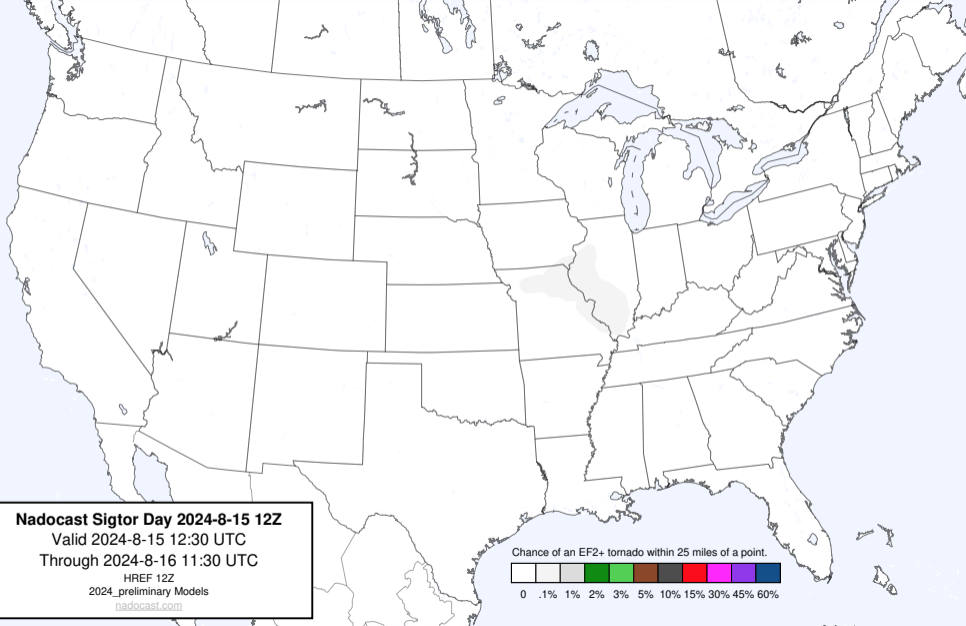 Nadocast Sigtor Day 2024-8-15 12Z
Valid 2024-8-15 12:30 UTC
Through 2024-8-16 11:30 UTC
HREF 12Z
2024_preliminary Models
nadocast.com
Chance of an EF2+ tornado within 25 miles of a point.
0 .1% 1% 2% 3% 5% 10% 15% 30% 45% 60%